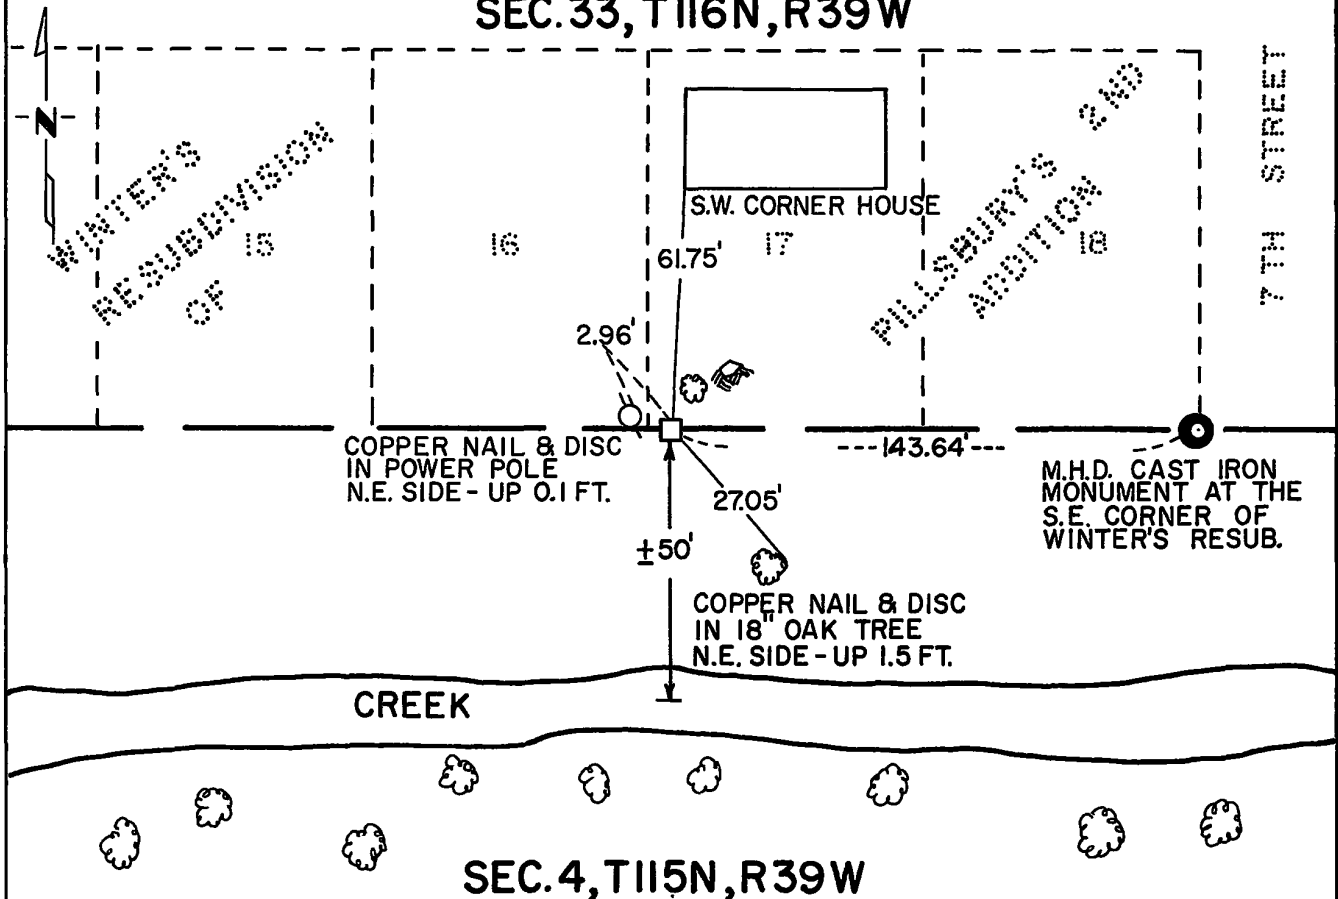 SEC. 33, T116N, R39W
N
WINTER'S
RESUBDIVISION
OF
15
16
17
18
PILLSBURY'S 2ND
ADDITION
7TH STREET
S.W. CORNER HOUSE
61.75'
2.96'
COPPER NAIL & DISC
IN POWER POLE
N.E. SIDE - UP 0.1 FT.
143.64'
M.H.D. CAST IRON
MONUMENT AT THE
S.E. CORNER OF
WINTER'S RESUB.
27.05'
±50'
COPPER NAIL & DISC
IN 18" OAK TREE
N.E. SIDE - UP 1.5 FT.
CREEK
SEC. 4, T115N, R39W